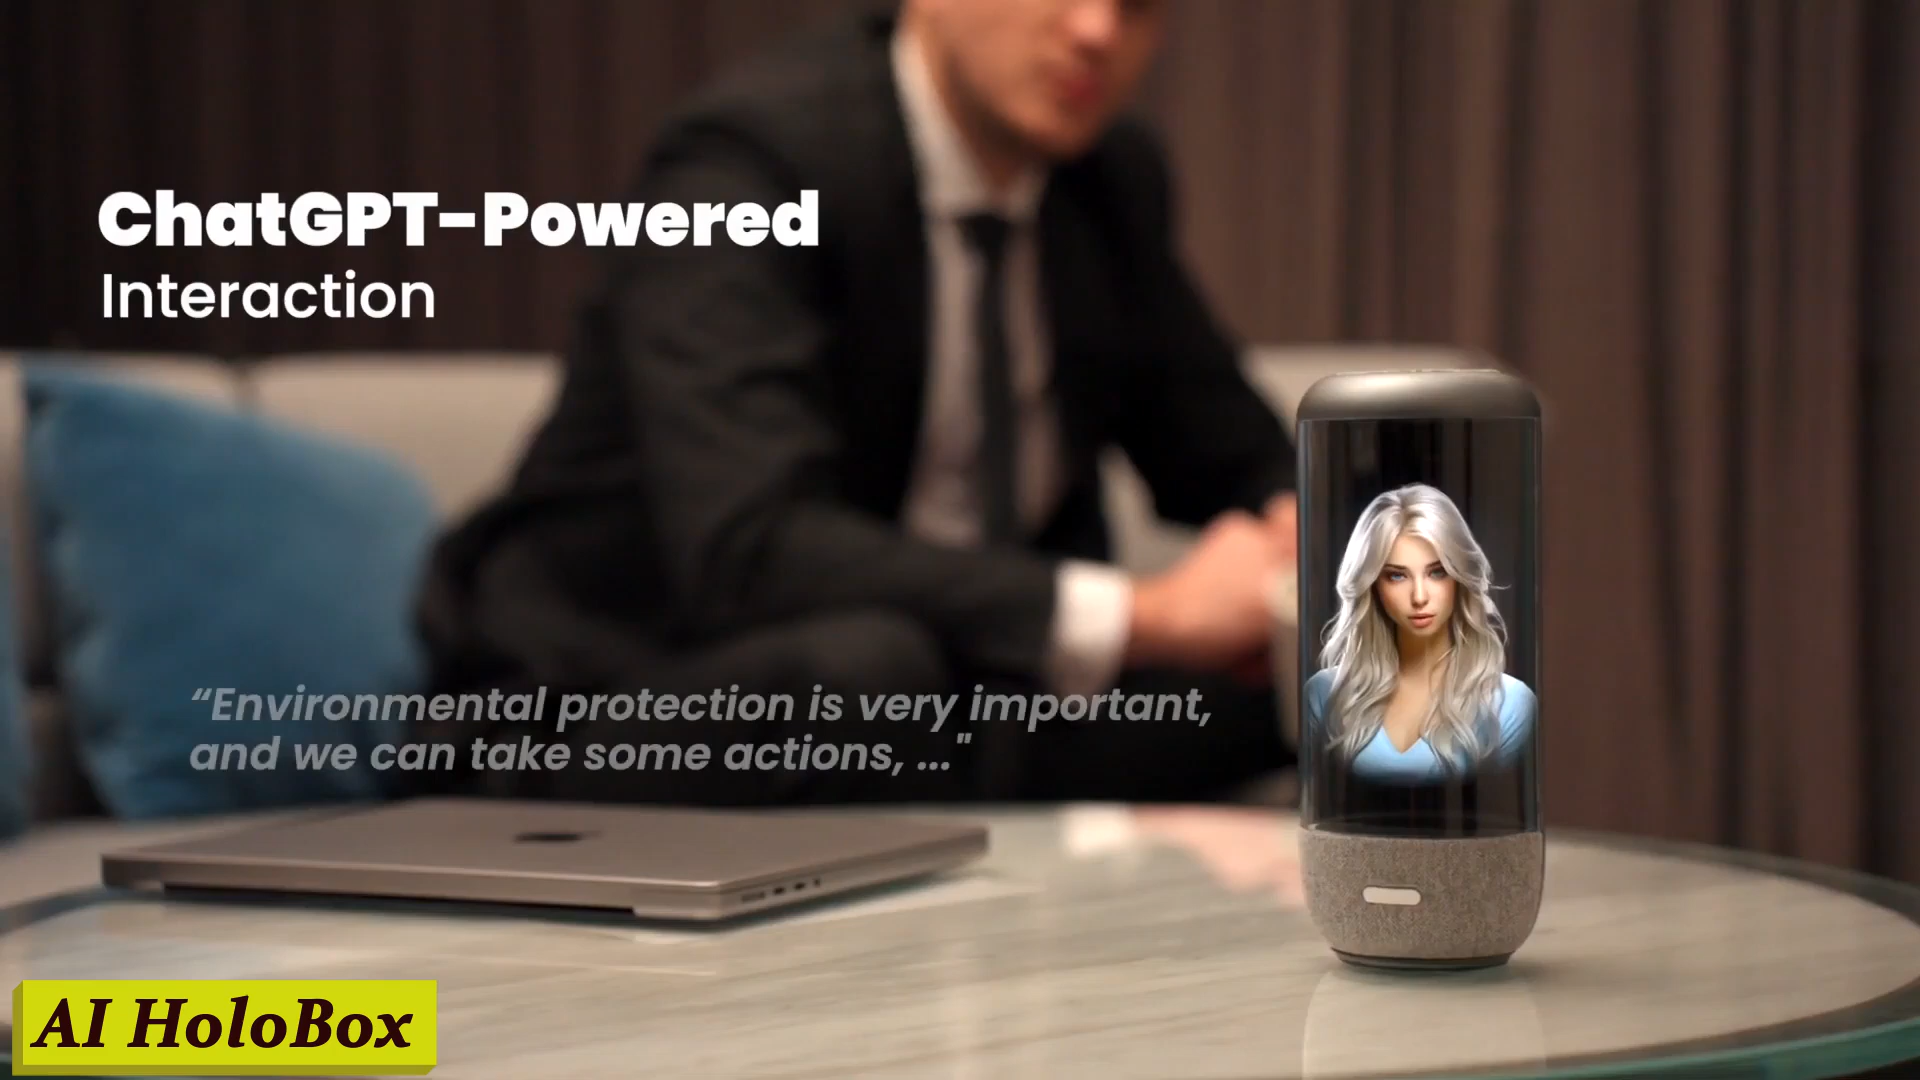 ChatGPT-Powered
Interaction
“Environmental protection is very important,
and we can take some actions, ..."
AI HoloBox